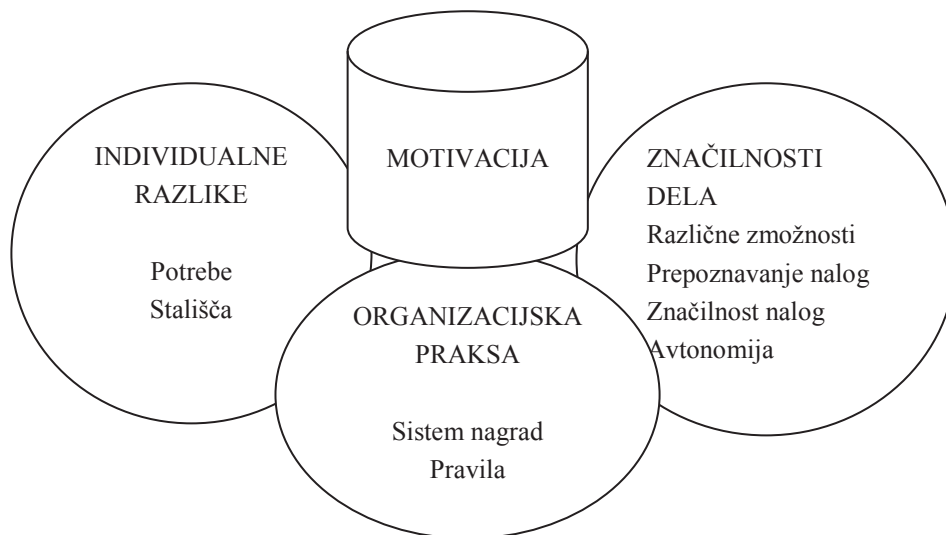 INDIVIDUALNE
RAZLIKE
Potrebe
Stališča
MOTIVACIJA
ORGANIZACIJSKA
PRAKSA
Sistem nagrad
Pravila
ZNAČILNOSTI
DELA
Različne zmožnosti
Prepoznavanje nalog
Značilnost nalog
Avtonomija